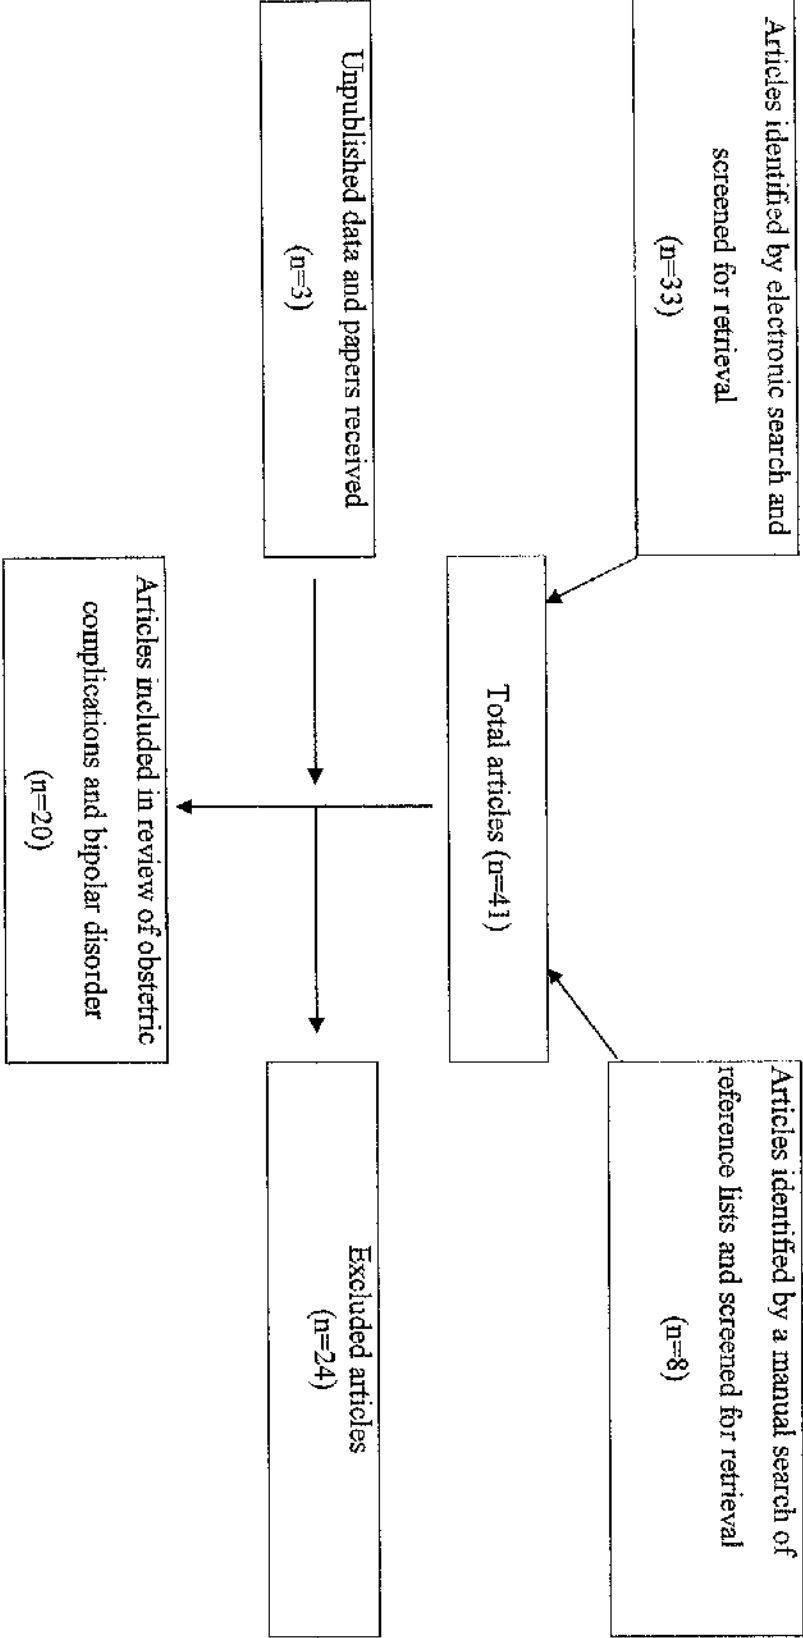 Articles identified by electronic search and
screened for retrieval
(n=33)
Articles identified by a manual search of
reference lists and screened for retrieval
(n=8)
Total articles (n=41)
Unpublished data and papers received
(n=3)
Excluded articles
(n=24)
Articles included in review of obstetric
complications and bipolar disorder
(n=20)